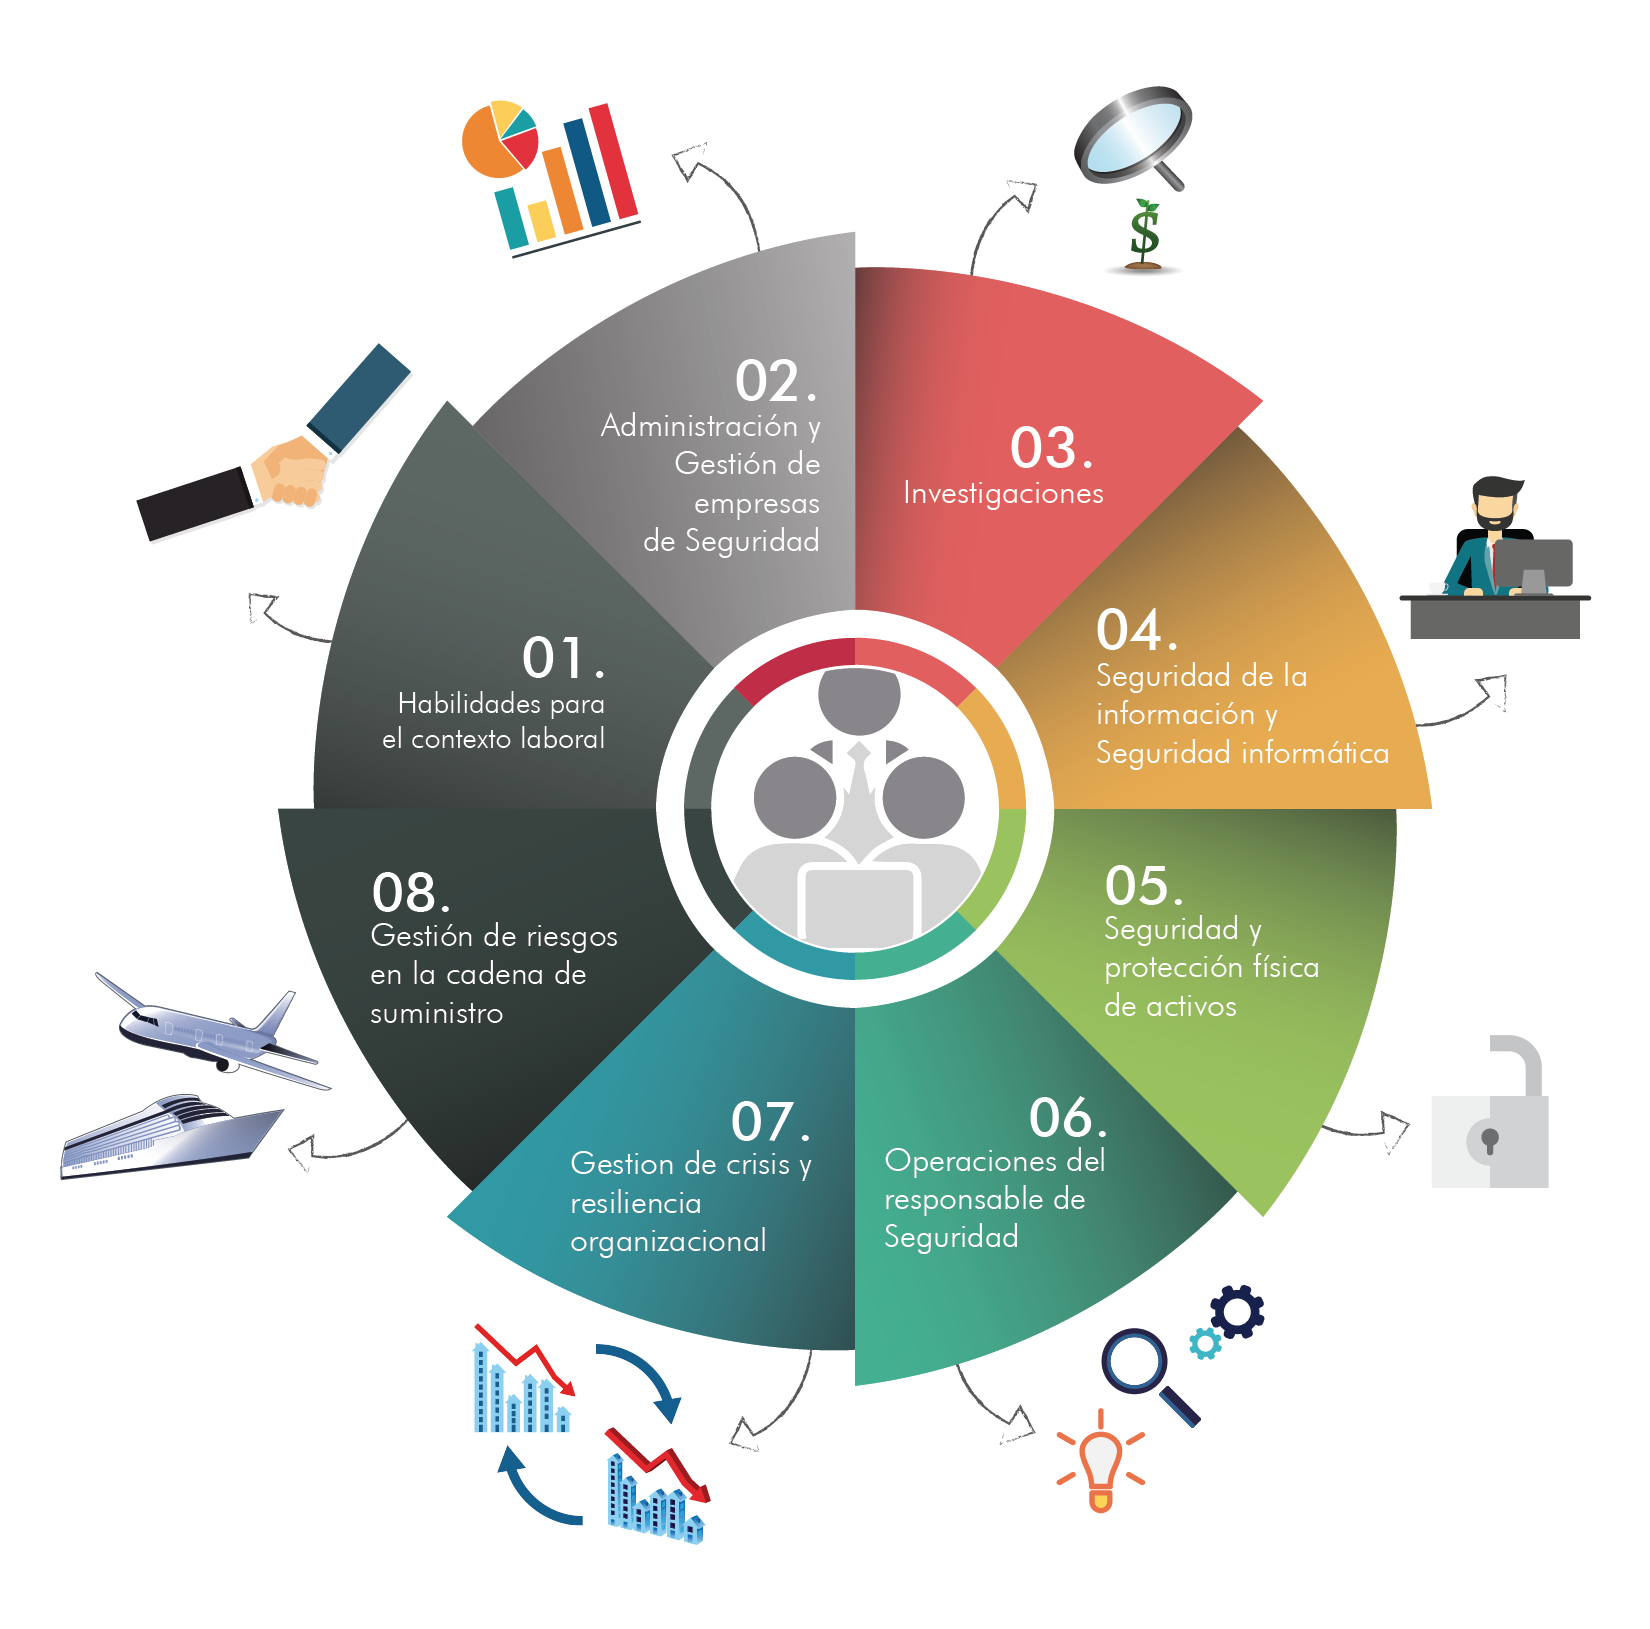 01.
Habilidades para
el contexto laboral
02.
Administración y
Gestión de
empresas
de Seguridad
03.
Investigaciones
04.
Seguridad de la
información y
Seguridad informática
05.
Seguridad y
protección física
de activos
06.
Operaciones del
responsable de
Seguridad
07.
Gestion de crisis y
resiliencia
organizacional
08.
Gestión de riesgos
en la cadena de
suministro
$